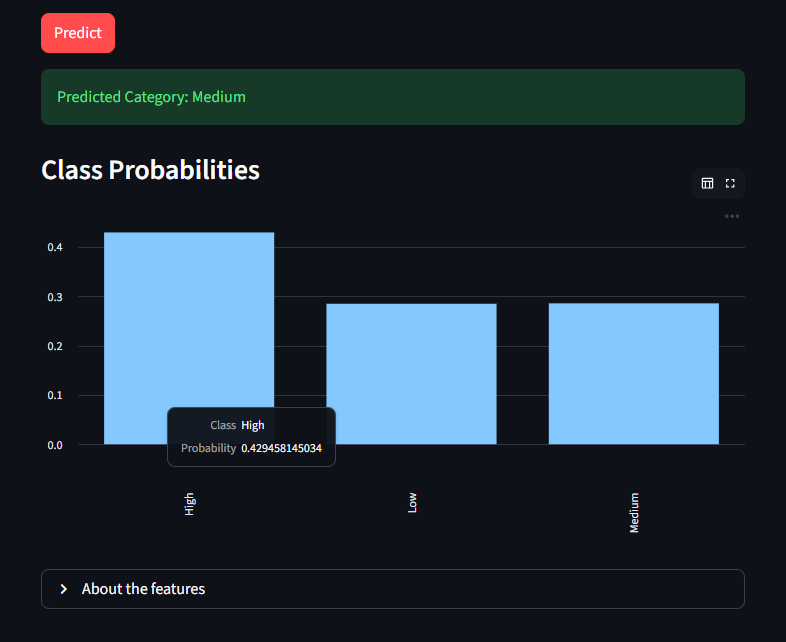 Predict
Predicted Category: Medium
Class Probabilities
0.4
0.3
0.2
0.1
0.0
Class High
Probability 0.429458145034
High
Low
Medium
About the features